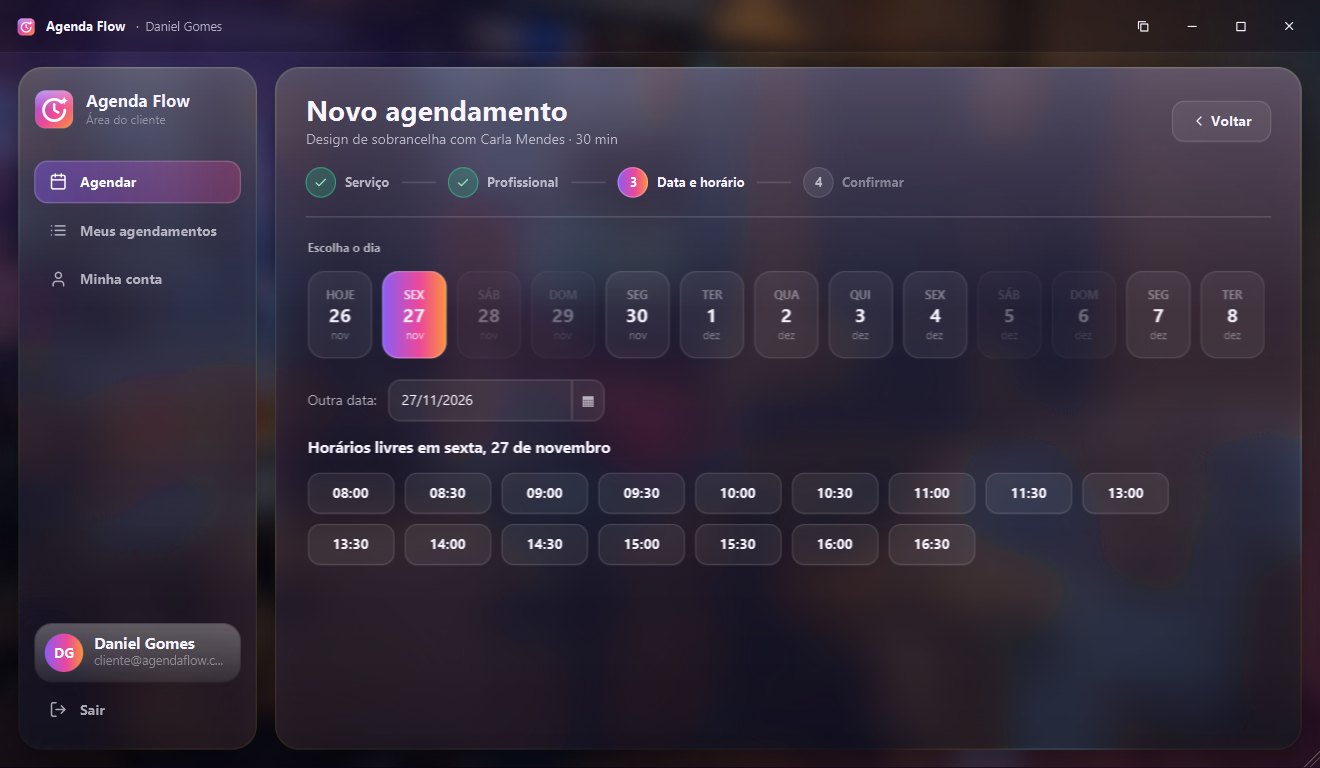 Agenda Flow · Daniel Gomes
Agenda Flow
Área do cliente
Agendar
Meus agendamentos
Minha conta
DG
Daniel Gomes
cliente@agendaflow.c...
Sair
Novo agendamento
Design de sobrancelha com Carla Mendes · 30 min
Voltar
Serviço
Profissional
3 Data e horário
4 Confirmar
Escolha o dia
HOJE SEX SÁB DOM SEG TER QUA QUI SEX SÁB DOM SEG TER
26 27 28 29 30 1 2 3 4 5 6 7 8
nov nov nov nov nov dez dez dez dez dez dez dez dez
Outra data: 27/11/2026
Horários livres em sexta, 27 de novembro
08:00 08:30 09:00 09:30 10:00 10:30 11:00 11:30 13:00
13:30 14:00 14:30 15:00 15:30 16:00 16:30